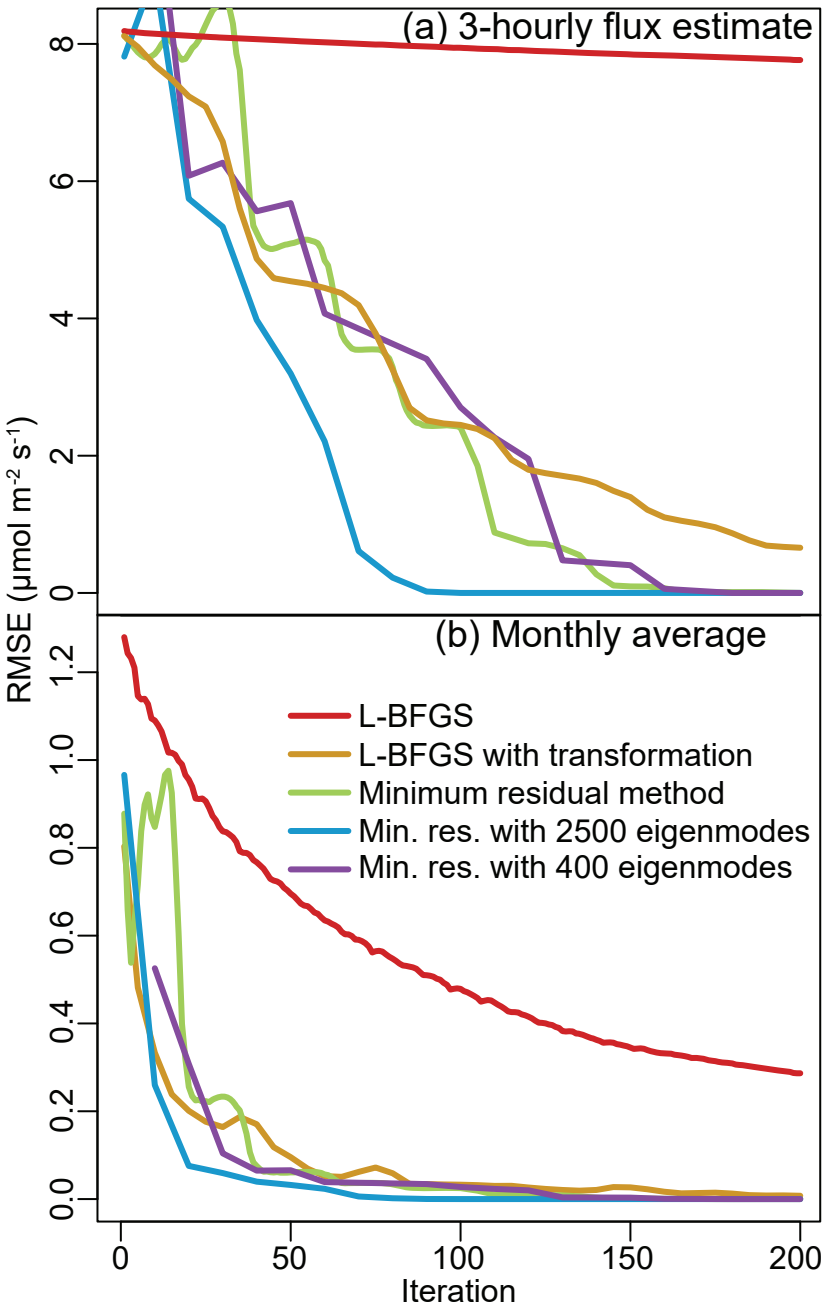 (a) 3-hourly flux estimate
8
6
4
2
0
RMSE (μmol m-2 s-1)
(b) Monthly average
1.2
1.0
0.8
0.6
0.4
0.2
0.0
L-BFGS
L-BFGS with transformation
Minimum residual method
Min. res. with 2500 eigenmodes
Min. res. with 400 eigenmodes
0 50 100 150 200
Iteration